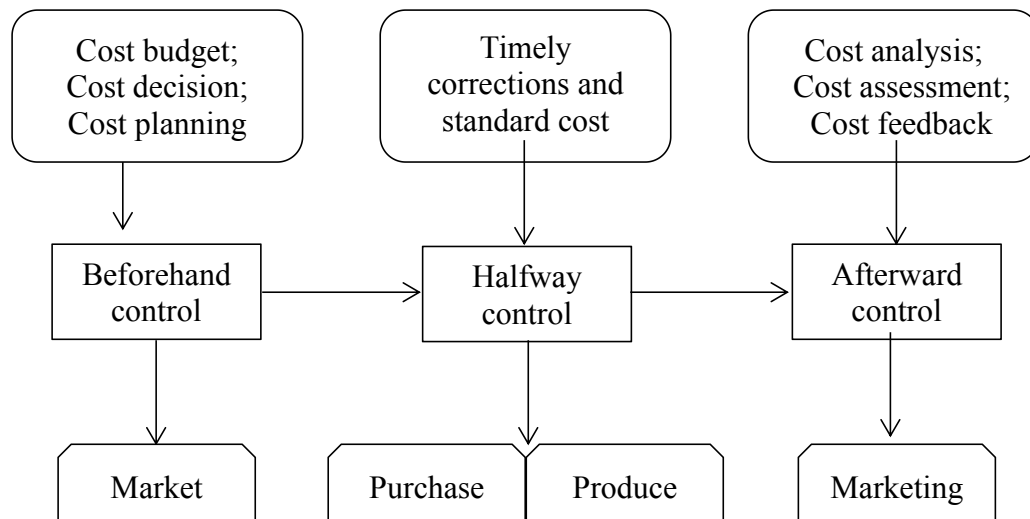 Cost budget;
Cost decision;
Cost planning
Timely
corrections and
standard cost
Cost analysis;
Cost assessment;
Cost feedback
Beforehand
control
Halfway
control
Afterward
control
Market
Purchase
Produce
Marketing